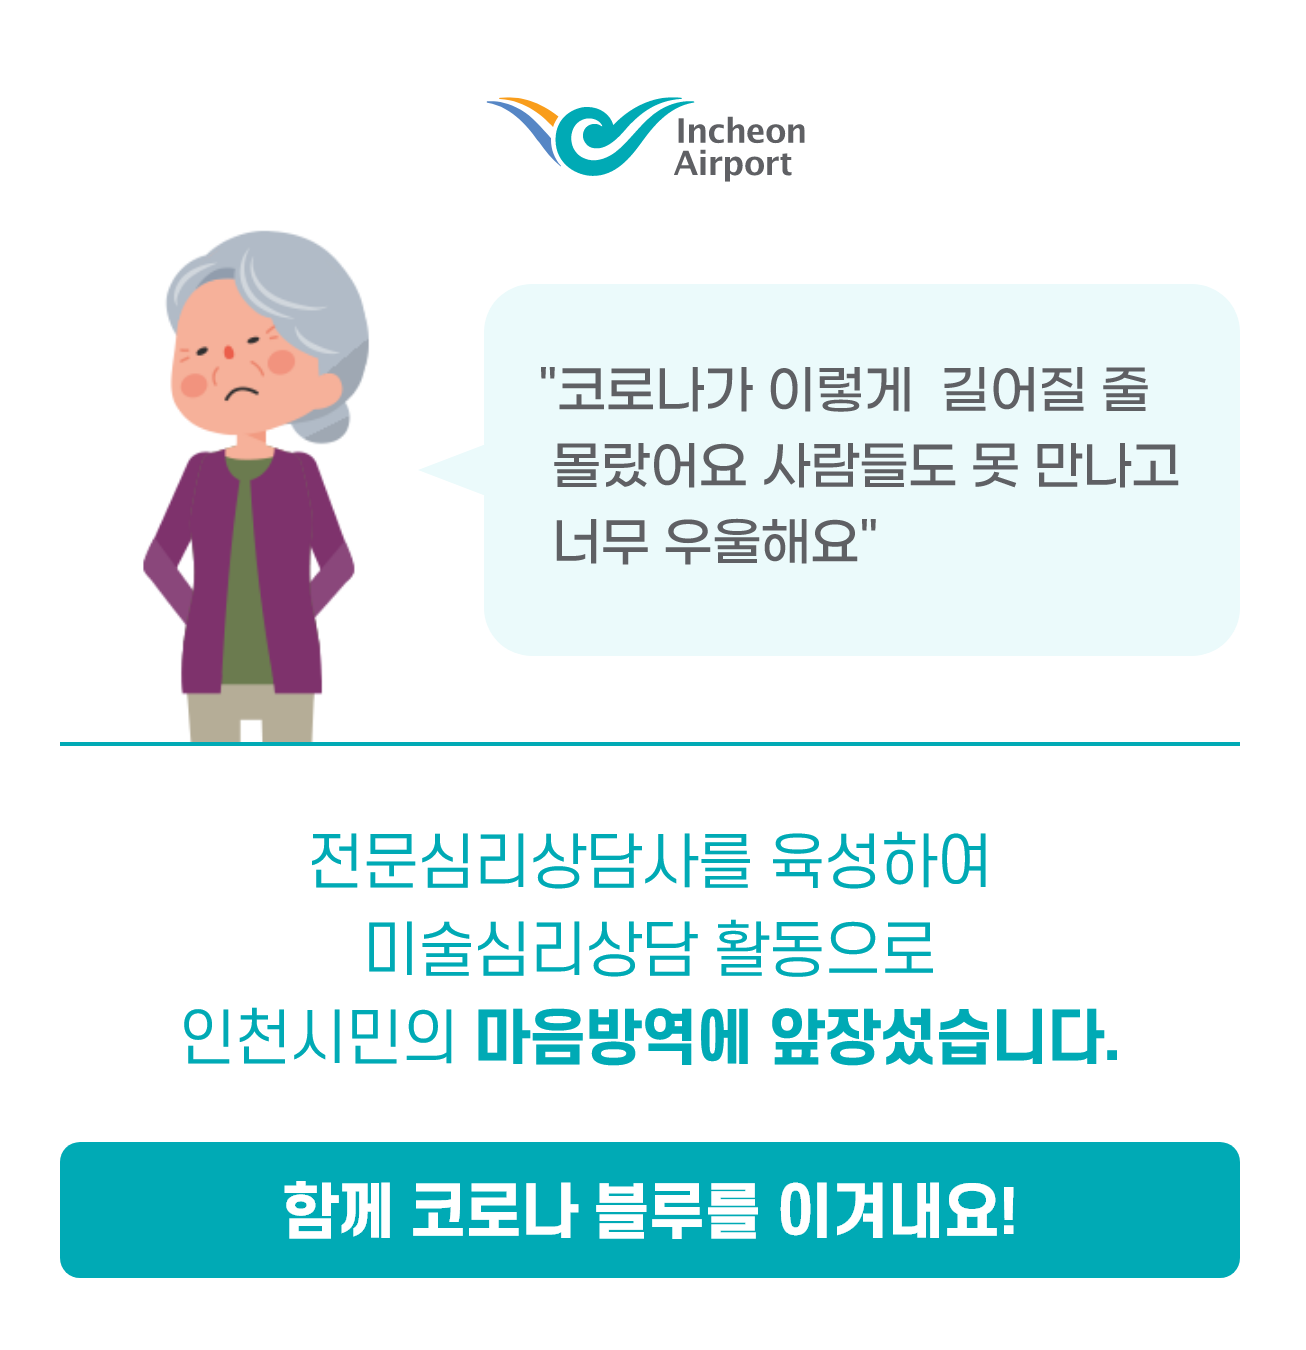 Incheon
Airport
"코로나가 이렇게 길어질 줄
몰랐어요 사람들도 못 만나고
너무 우울해요"
전문심리상담사를 육성하여
미술심리상담 활동으로
인천시민의 마음방역에 앞장섰습니다.
함께 코로나 블루를 이겨내요!